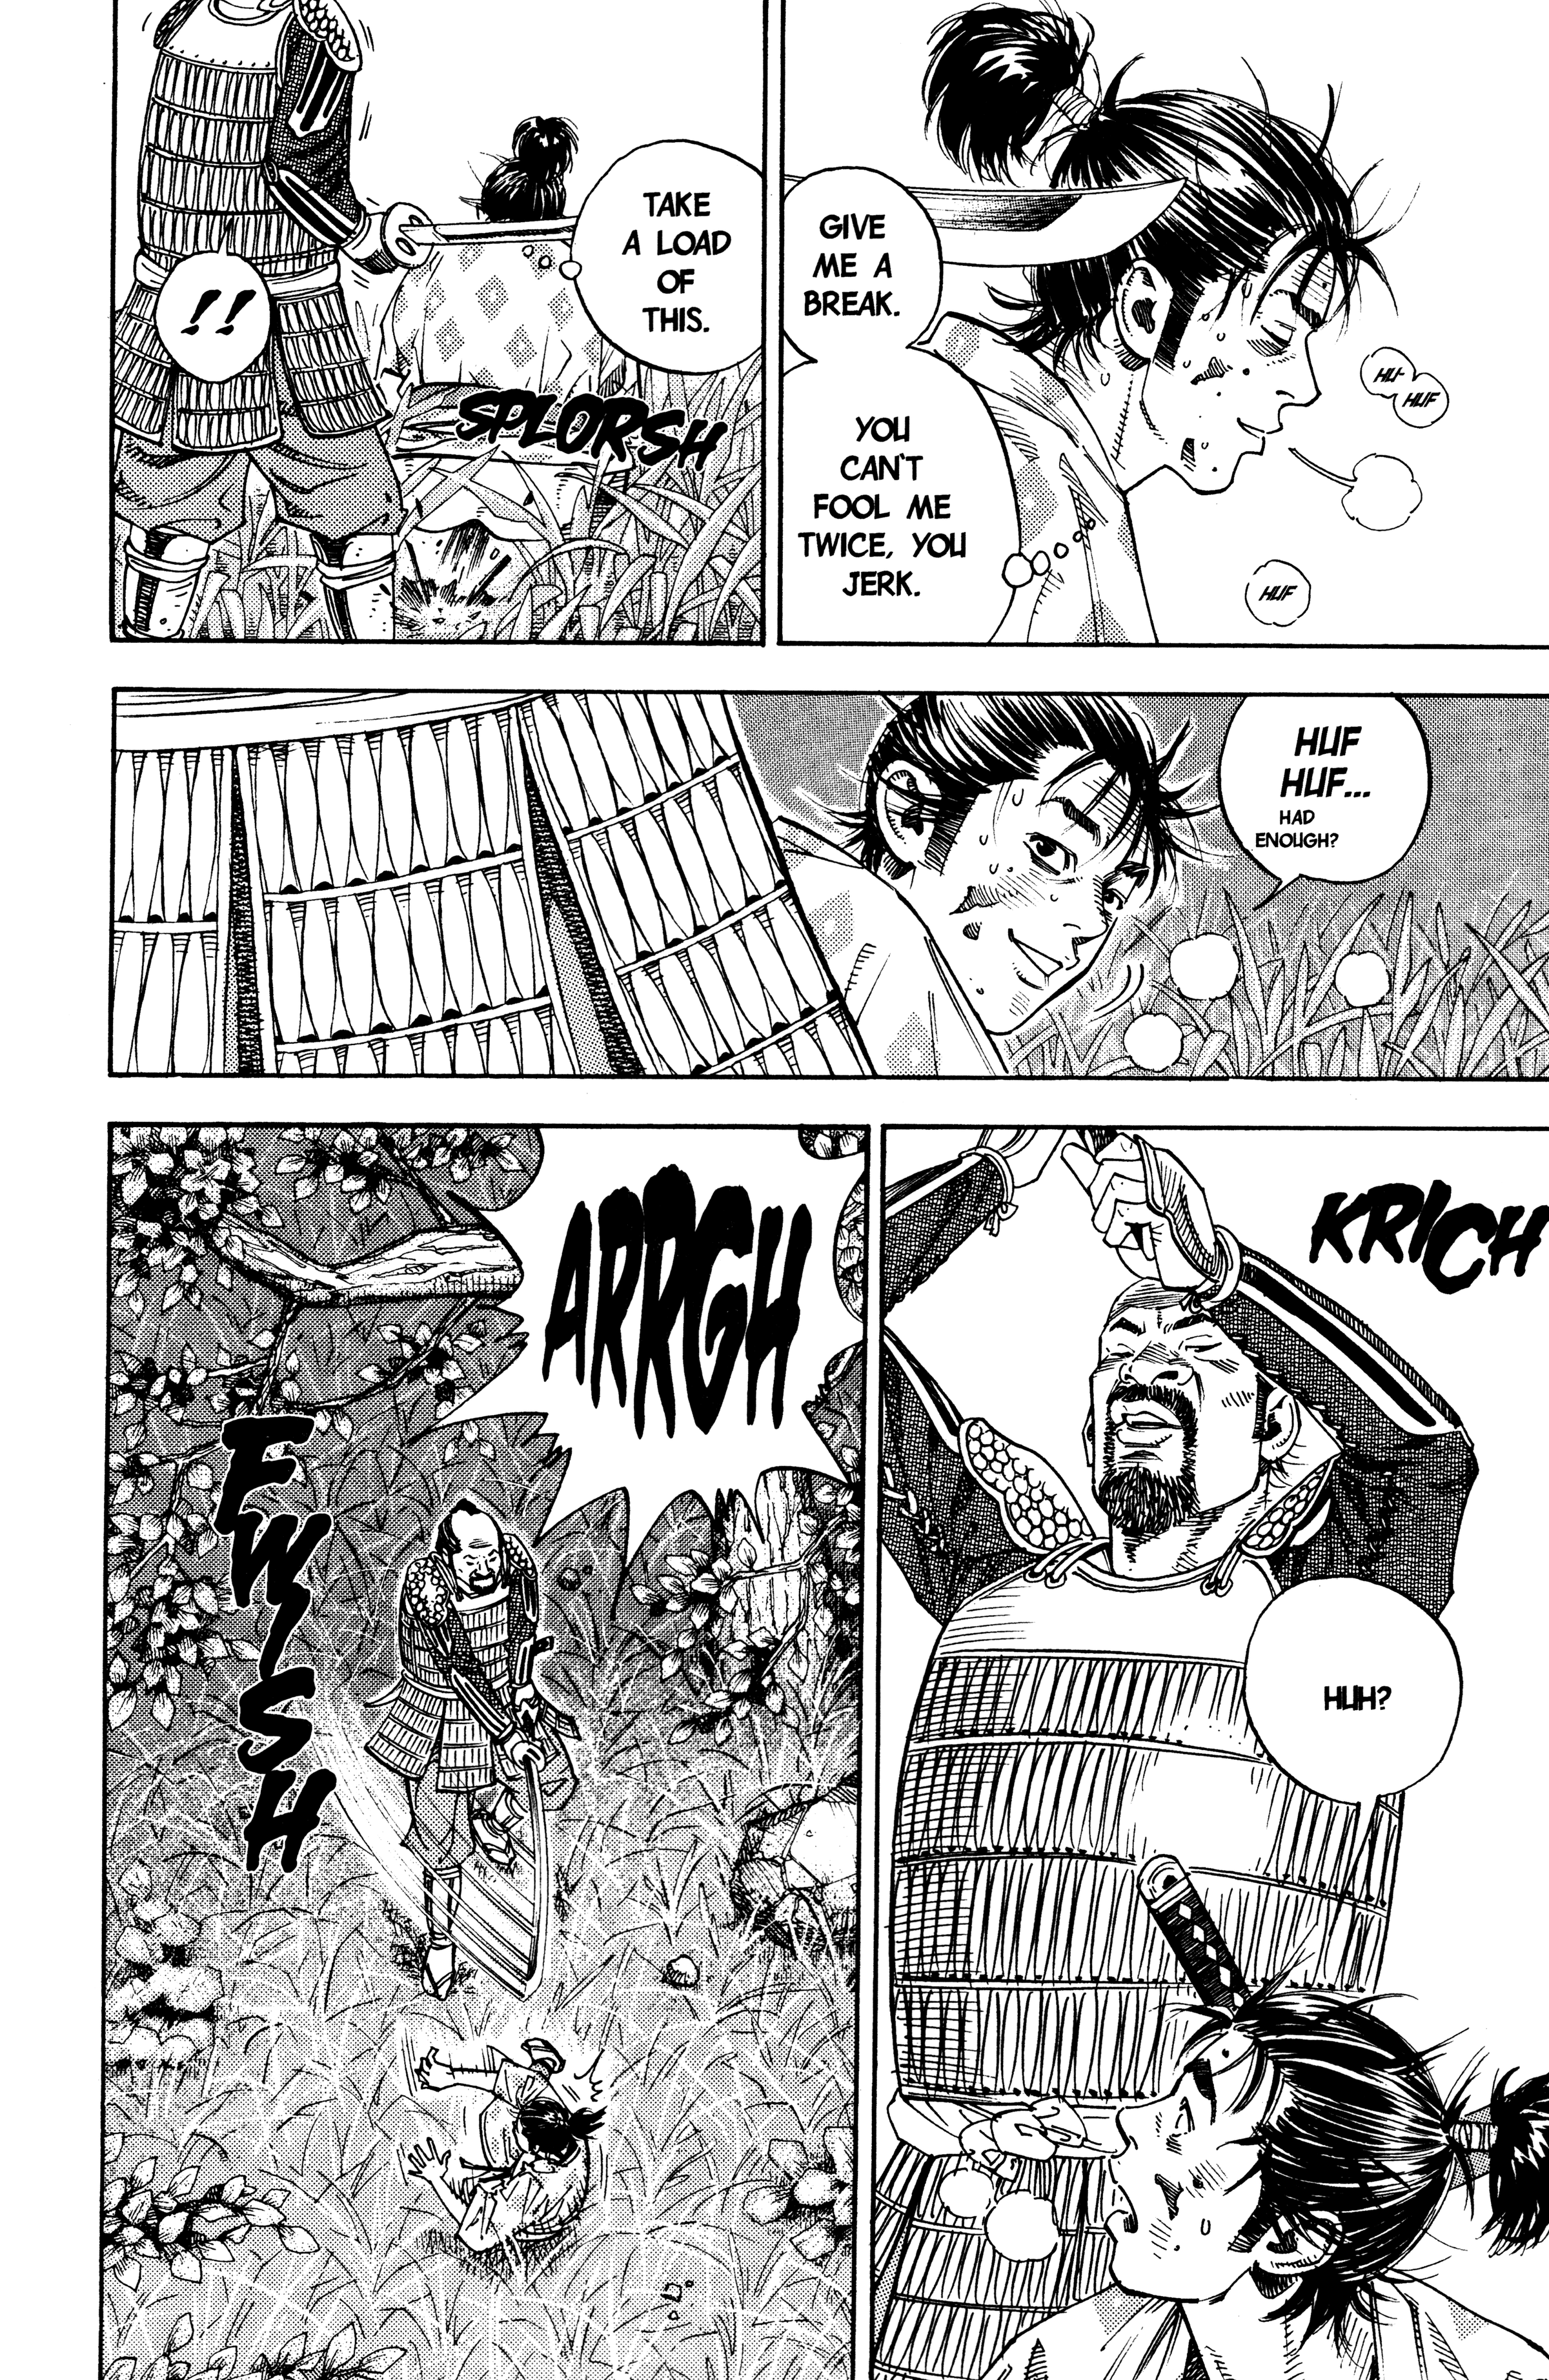 GIVE
ME A
BREAK.
YOU
CAN'T
FOOL ME
TWICE, YOU
JERK.
HU-
HUF
HUF
TAKE
A LOAD
OF
THIS.
!!
SPLORSH
HUF
HUF...
HAD
ENOUGH?
KRICH
HUH?
ARRGH
FWISH